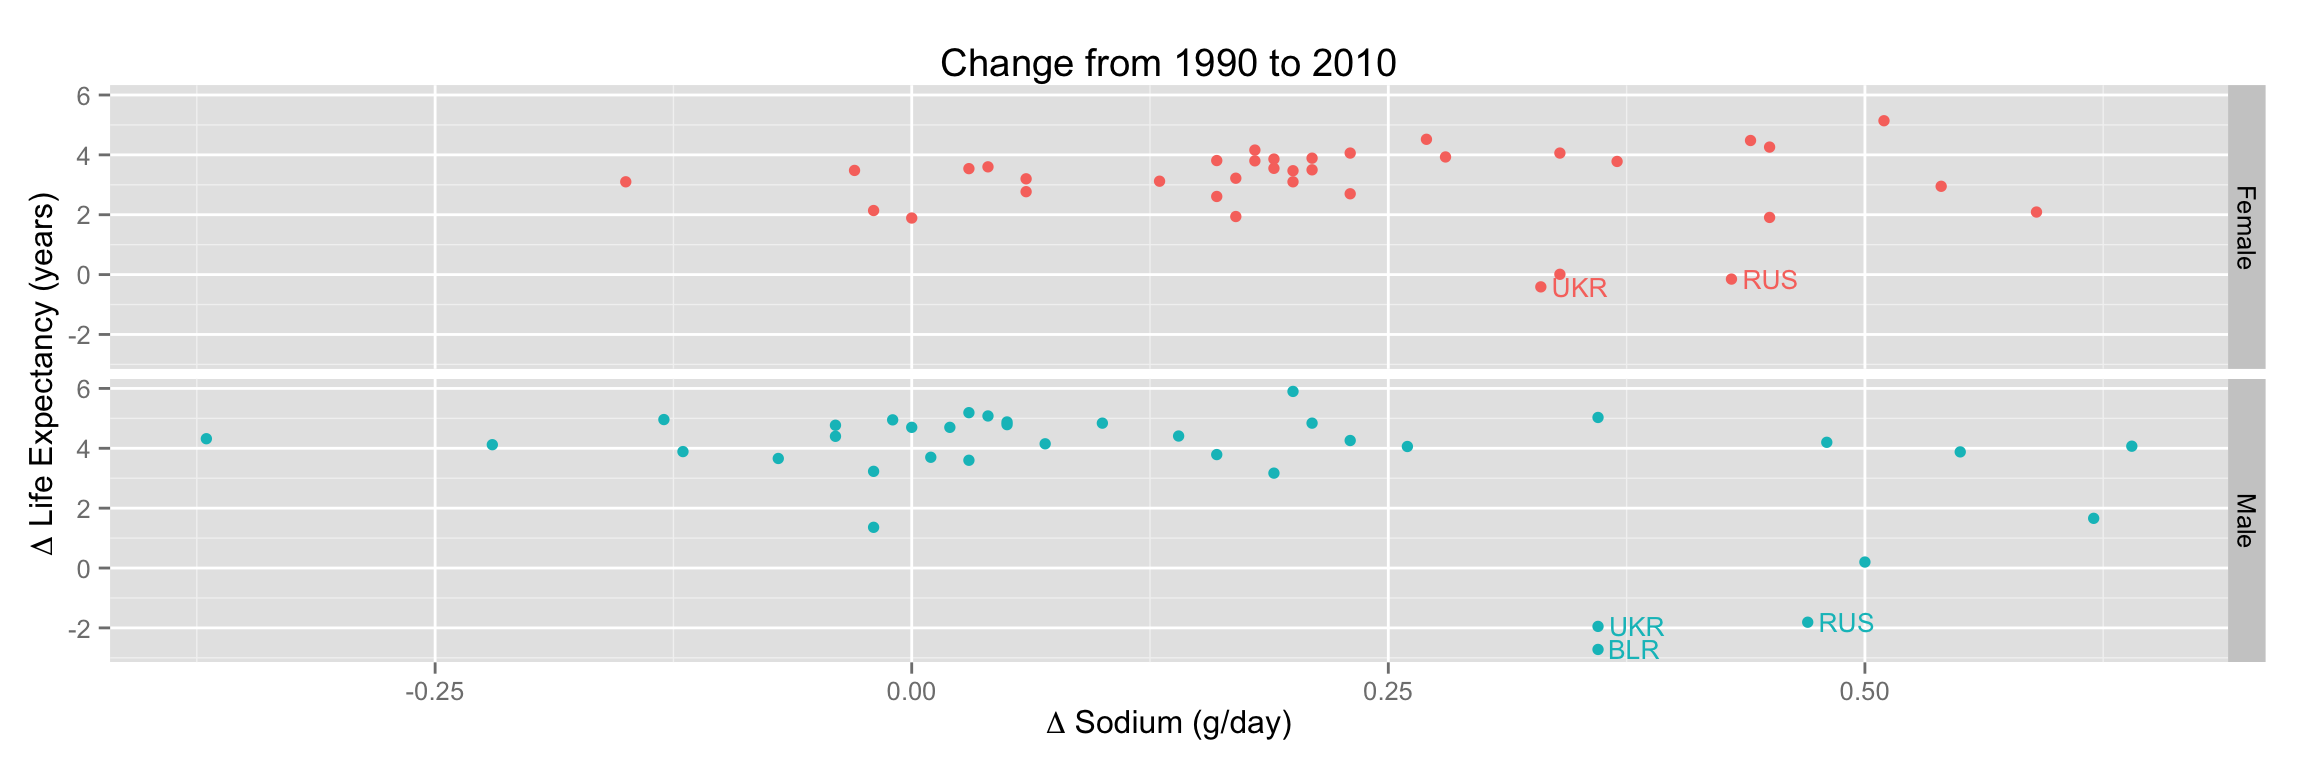 Change from 1990 to 2010
Δ Life Expectancy (years)
6
4
2
0
-2
UKR
RUS
Female
6
4
2
0
-2
UKR
RUS
BLR
Male
-0.25
0.00
0.25
0.50
Δ Sodium (g/day)